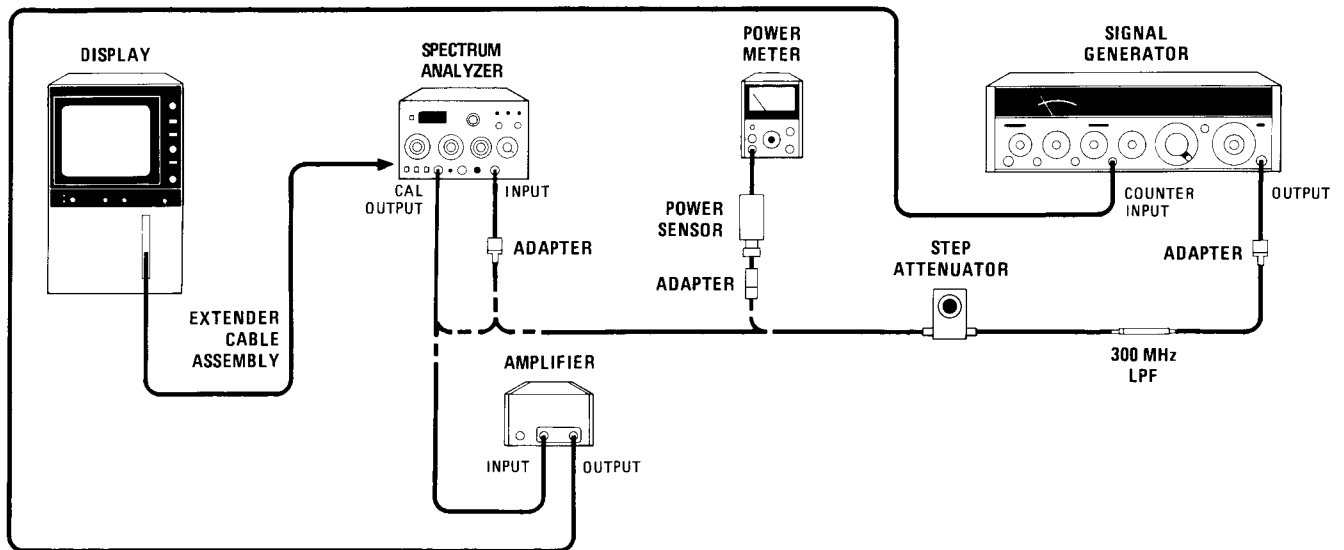 DISPLAY
SPECTRUM
ANALYZER
POWER
METER
SIGNAL
GENERATOR
CAL
OUTPUT
INPUT
COUNTER
INPUT
OUTPUT
ADAPTER
POWER
SENSOR
ADAPTER
STEP
ATTENUATOR
ADAPTER
EXTENDER
CABLE
ASSEMBLY
300 MHz
LPF
AMPLIFIER
INPUT
OUTPUT